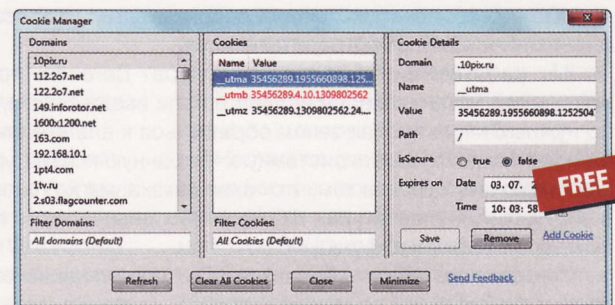 Cookie Manager
Domains
10pix.ru
112.2o7.net
122.2o7.net
149.inforotor.net
1600x1200.net
163.com
192.168.10.1
1pt4.com
1tv.ru
2.s03.flagcounter.com
Filter Domains:
All domains (Default)
Cookies
Name Value
__utma 35456289.1955660898.125...
__utmb 35456289.4.10.1309802562
__utmz 35456289.1309802562.24....
Filter Cookies:
All Cookies (Default)
Cookie Details
Domain .10pix.ru
Name __utma
Value 35456289.1955660898.1252504
Path /
isSecure true false
Expires on Date 03. 07.
Time 10: 03: 58
FREE
Save Remove Add Cookie
Refresh Clear All Cookies Close Minimize Send Feedback